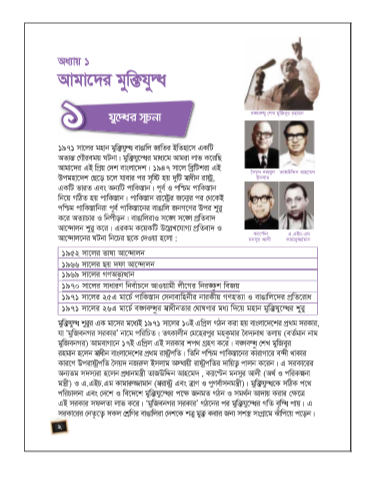 অধ্যায় ১
আমাদের মুক্তিযুদ্ধ
১
যুদ্ধের সূচনা
বঙ্গবন্ধু শেখ মুজিবুর রহমান
সৈয়দ নজরুল ইসলাম
তাজউদ্দিন আহমেদ
ক্যাপ্টেন মনসুর আলী
এ.এইচ.এম কামারুজ্জামান
১৯৭১ সালের মহান মুক্তিযুদ্ধ বাঙালি জাতির ইতিহাসে একটি
অত্যন্ত গৌরবময় ঘটনা। মুক্তিযুদ্ধের মাধ্যমে আমরা লাভ করেছি
আমাদের এই প্রিয় দেশ বাংলাদেশ। ১৯৪৭ সালে ব্রিটিশরা এই
উপমহাদেশ ছেড়ে চলে যাবার পর সৃষ্টি হয় দুটি স্বাধীন রাষ্ট্র,
একটি ভারত এবং অন্যটি পাকিস্তান। পূর্ব ও পশ্চিম পাকিস্তান
নিয়ে গঠিত হয় পাকিস্তান। পাকিস্তান রাষ্ট্রের জন্মের পর থেকেই
পশ্চিম পাকিস্তানিরা পূর্ব পাকিস্তানের বাঙালি জনগণের উপর শুরু
করে অত্যাচার ও নিপীড়ন। বাঙালিরাও সঙ্গে সঙ্গে প্রতিবাদ
আন্দোলন শুরু করে। এরকম কয়েকটি উল্লেখযোগ্য প্রতিবাদ ও
আন্দোলনের ঘটনা নিচের ছকে দেওয়া হলো :
১৯৫২ সালের ভাষা আন্দোলন
১৯৬৬ সালের ছয় দফা আন্দোলন
১৯৬৯ সালের গণঅভ্যুত্থান
১৯৭০ সালের সাধারণ নির্বাচনে আওয়ামী লীগের নিরঙ্কুশ বিজয়
১৯৭১ সালের ২৫এ মার্চে পাকিস্তান সেনাবাহিনীর নারকীয় গণহত্যা ও বাঙালিদের প্রতিরোধ
১৯৭১ সালের ২৬এ মার্চ বঙ্গবন্ধুর স্বাধীনতার ঘোষণার মধ্য দিয়ে মহান মুক্তিযুদ্ধের শুরু
মুক্তিযুদ্ধ শুরুর এক মাসের মধ্যেই ১৯৭১ সালের ১০ই এপ্রিল গঠন করা হয় বাংলাদেশের প্রথম সরকার,
যা 'মুজিবনগর সরকার' নামে পরিচিত। তৎকালীন মেহেরপুর মহকুমার বৈদ্যনাথ তলায় (বর্তমান নাম
মুজিবনগর) আমবাগানে ১৭ই এপ্রিল এই সরকার শপথ গ্রহণ করে। বঙ্গবন্ধু শেখ মুজিবুর
রহমান হলেন স্বাধীন বাংলাদেশের প্রথম রাষ্ট্রপতি। তিনি পশ্চিম পাকিস্তানের কারাগারে বন্দী থাকার
কারণে উপরাষ্ট্রপতি সৈয়দ নজরুল ইসলাম অস্থায়ী রাষ্ট্রপতির দায়িত্ব পালন করেন। এ সরকারের
অন্যতম সদস্যরা হলেন প্রধানমন্ত্রী তাজউদ্দিন আহমেদ, ক্যাপ্টেন মনসুর আলী (অর্থ ও পরিকল্পনা
মন্ত্রী) ও এ.এইচ.এম কামারুজ্জামান (স্বরাষ্ট্র এবং ত্রাণ ও পুনর্বাসনমন্ত্রী)। মুক্তিযুদ্ধকে সঠিক পথে
পরিচালনা এবং দেশে ও বিদেশে মুক্তিযুদ্ধের পক্ষে জনমত গঠন ও সমর্থন আদায় করার ক্ষেত্রে
এই সরকার সফলতা লাভ করে। 'মুজিবনগর সরকার' গঠনের পর মুক্তিযুদ্ধের গতি বৃদ্ধি পায়। এ
সরকারের নেতৃত্বে সকল শ্রেণির বাঙালিরা দেশকে শত্রু মুক্ত করার জন্য সশস্ত্র সংগ্রামে ঝাঁপিয়ে পড়েন।
২